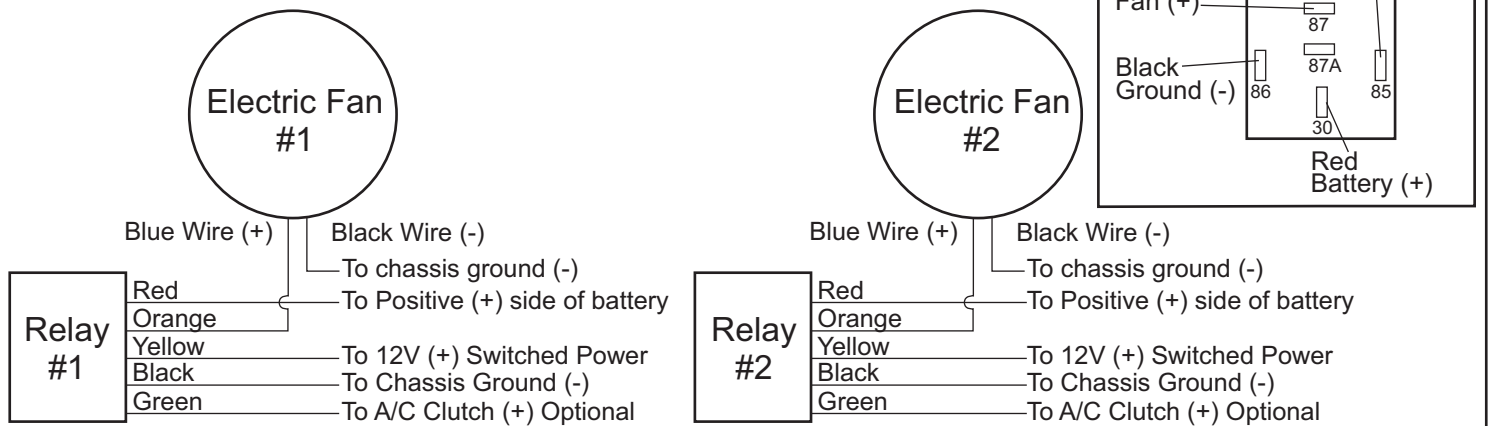 Electric Fan
#1
Blue Wire (+)
Black Wire (-)
To chassis ground (-)
Red
To Positive (+) side of battery
Orange
Relay
#1
Yellow
To 12V (+) Switched Power
Black
To Chassis Ground (-)
Green
To A/C Clutch (+) Optional
Electric Fan
#2
Blue Wire (+)
Black Wire (-)
To chassis ground (-)
Red
To Positive (+) side of battery
Orange
Relay
#2
Yellow
To 12V (+) Switched Power
Black
To Chassis Ground (-)
Green
To A/C Clutch (+) Optional
Fan (+)
87
87A
Black
Ground (-)
86
85
30
Red
Battery (+)